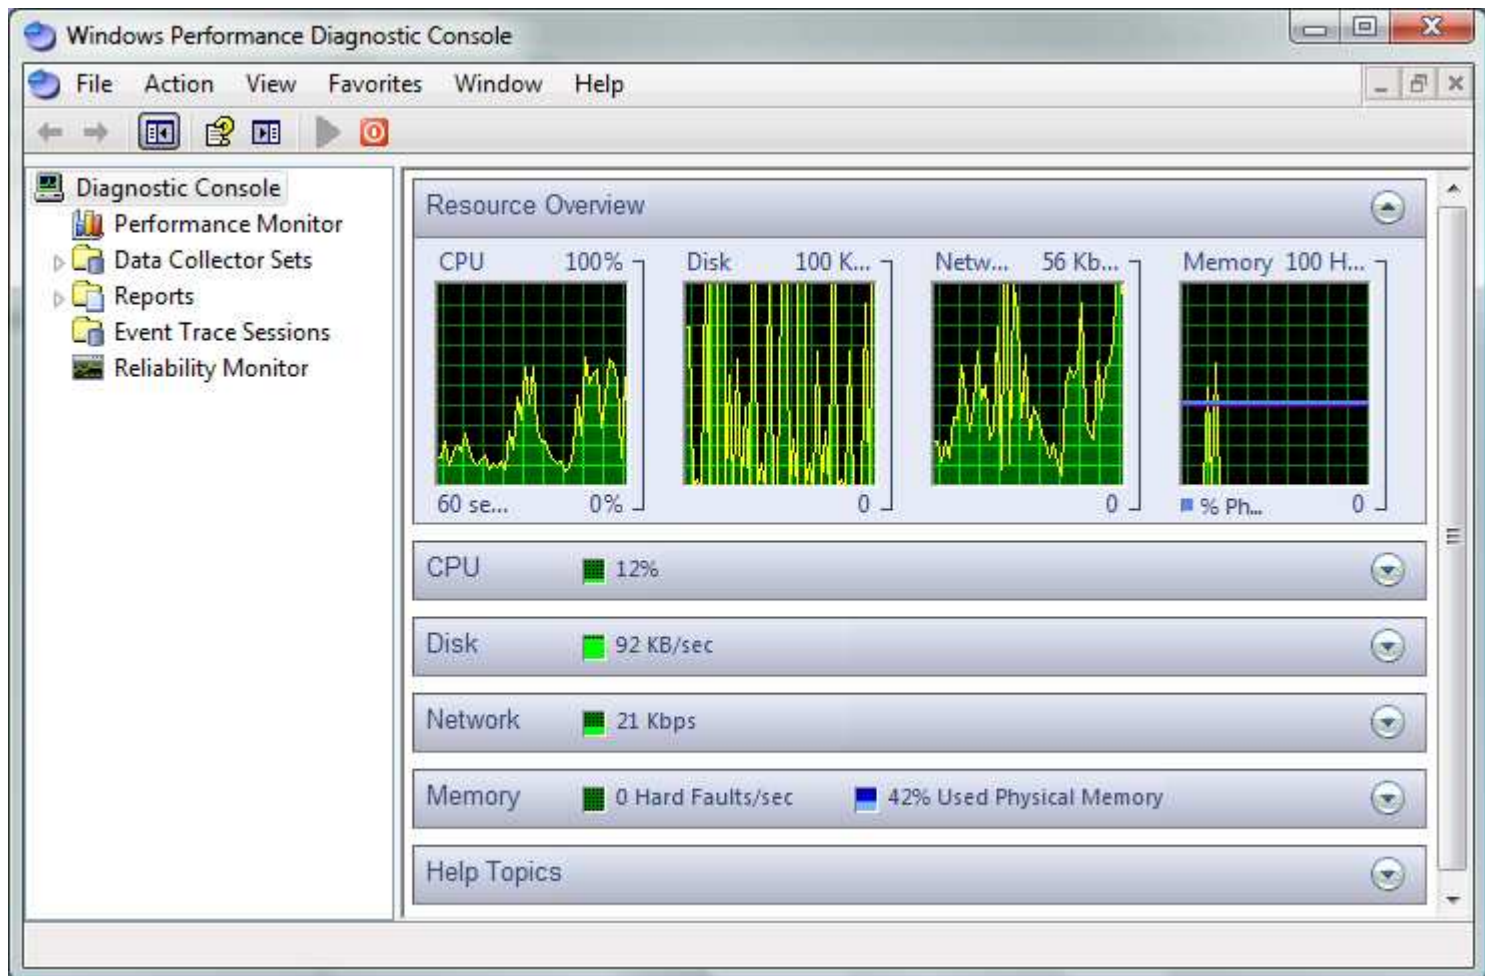 Windows Performance Diagnostic Console
File Action View Favorites Window Help
Diagnostic Console
Performance Monitor
Data Collector Sets
Reports
Event Trace Sessions
Reliability Monitor
Resource Overview
CPU 100% Disk 100 K... Netw... 56 Kb... Memory 100 H...
60 se... 0% 0 0 % Ph... 0
CPU 12%
Disk 92 KB/sec
Network 21 Kbps
Memory 0 Hard Faults/sec 42% Used Physical Memory
Help Topics